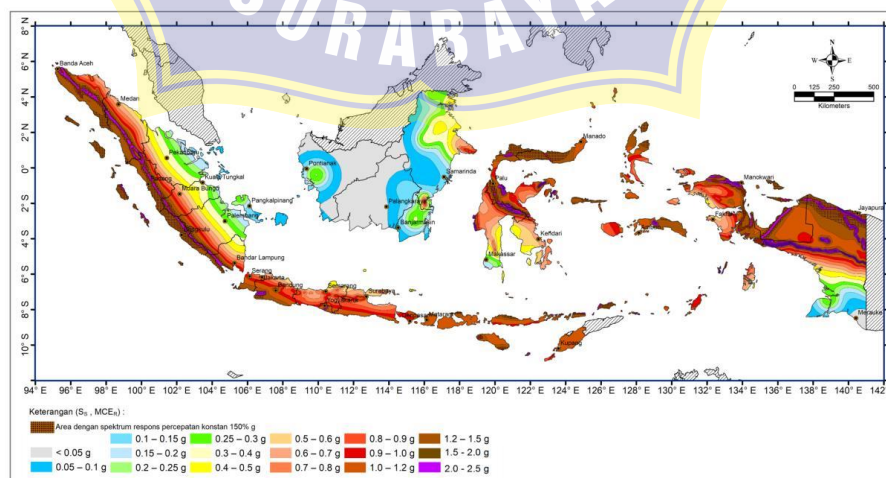 SURABAYA
8° N
6° N
4° N
2° N
0°
2° S
4° S
6° S
8° S
10° S
94° E 96° E 98° E 100° E 102° E 104° E 106° E 108° E 110° E 112° E 114° E 116° E 118° E 120° E 122° E 124° E 126° E 128° E 130° E 132° E 134° E 136° E 138° E 140° E 142° E
N
W E
S
0 125 250 500
Kilometers
Banda Aceh
Medan
Manado
Pekanbaru
Pontianak
Samarinda
Palu
Manokwari
Kuala Tungkal
Muara Bungo
Pangkalpinang
Palangkaraya
Jayapura
Palembang
Banjarmasin
Kendari
Makassar
Bandar Lampung
Serang
Jakarta
Bandung
Semarang
Surabaya
Mataram
Kupang
Merauke
Keterangan (SS , MCER) :
Area dengan spektrum respons percepatan konstan 150% g
< 0.05 g
0.05 – 0.1 g
0.1 – 0.15 g
0.15 – 0.2 g
0.2 – 0.25 g
0.25 – 0.3 g
0.3 – 0.4 g
0.4 – 0.5 g
0.5 – 0.6 g
0.6 – 0.7 g
0.7 – 0.8 g
0.8 – 0.9 g
0.9 – 1.0 g
1.0 – 1.2 g
1.2 – 1.5 g
1.5 - 2.0 g
2.0 - 2.5 g